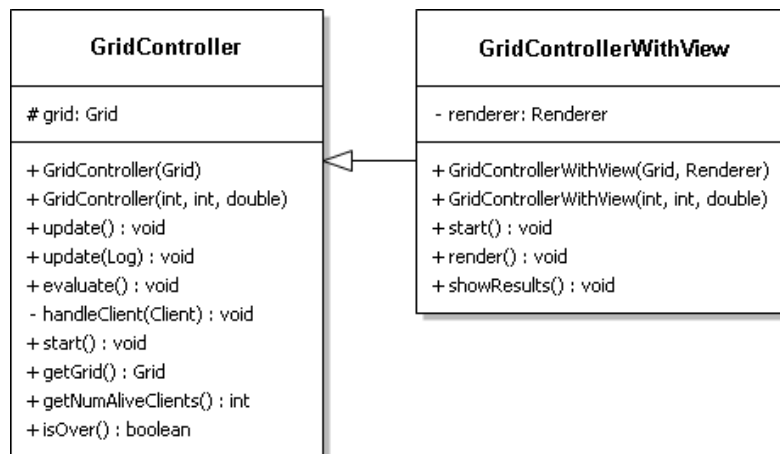 GridController
# grid: Grid
+ GridController(Grid)
+ GridController(int, int, double)
+ update() : void
+ update(Log) : void
+ evaluate() : void
- handleClient(Client) : void
+ start() : void
+ getGrid() : Grid
+ getNumAliveClients() : int
+ isOver() : boolean
GridControllerWithView
- renderer: Renderer
+ GridControllerWithView(Grid, Renderer)
+ GridControllerWithView(int, int, double)
+ start() : void
+ render() : void
+ showResults() : void